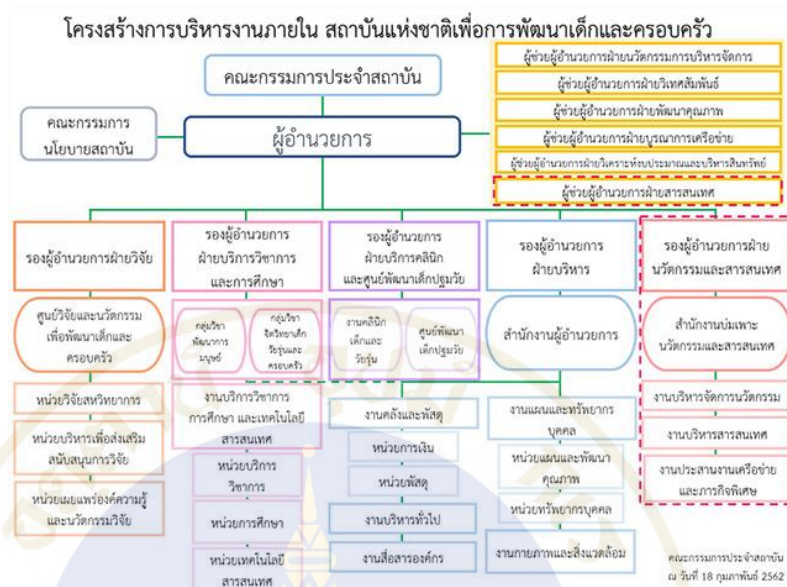 โครงสร้างการบริหารงานภายใน สถาบันแห่งชาติเพื่อการพัฒนาเด็กและครอบครัว
คณะกรรมการประจำสถาบัน
คณะกรรมการ
นโยบายสถาบัน
ผู้อำนวยการ
ผู้ช่วยผู้อำนวยการฝ่ายนวัตกรรมการบริหารจัดการ
ผู้ช่วยผู้อำนวยการฝ่ายวิเทศสัมพันธ์
ผู้ช่วยผู้อำนวยการฝ่ายพัฒนาคุณภาพ
ผู้ช่วยผู้อำนวยการฝ่ายบูรณาการเครือข่าย
ผู้ช่วยผู้อำนวยการฝ่ายวิเคราะห์งบประมาณและบริหารสินทรัพย์
ผู้ช่วยผู้อำนวยการฝ่ายสารสนเทศ
รองผู้อำนวยการฝ่ายวิจัย
ศูนย์วิจัยและนวัตกรรม
เพื่อพัฒนาเด็กและ
ครอบครัว
หน่วยวิจัยสหวิทยาการ
หน่วยบริหารเพื่อส่งเสริม
สนับสนุนการวิจัย
หน่วยเผยแพร่องค์ความรู้
และนวัตกรรมวิจัย
รองผู้อำนวยการ
ฝ่ายบริการวิชาการ
และการศึกษา
กลุ่มวิชา
พัฒนาการ
มนุษย์
กลุ่มวิชา
จิตวิทยาเด็ก
วัยรุ่นและ
ครอบครัว
งานบริการวิชาการ
การศึกษา และเทคโนโลยี
สารสนเทศ
หน่วยบริการ
วิชาการ
หน่วยการศึกษา
หน่วยเทคโนโลยี
สารสนเทศ
รองผู้อำนวยการ
ฝ่ายบริการคลินิก
และศูนย์พัฒนาเด็กปฐมวัย
งานคลินิก
เด็กและ
วัยรุ่น
ศูนย์พัฒนา
เด็กปฐมวัย
งานคลังและพัสดุ
หน่วยการเงิน
หน่วยพัสดุ
งานบริหารทั่วไป
งานสื่อสารองค์กร
รองผู้อำนวยการ
ฝ่ายบริหาร
สำนักงานผู้อำนวยการ
งานแผนและทรัพยากร
บุคคล
หน่วยแผนและพัฒนา
คุณภาพ
หน่วยทรัพยากรบุคคล
งานกายภาพและสิ่งแวดล้อม
รองผู้อำนวยการฝ่าย
นวัตกรรมและสารสนเทศ
สำนักงานบ่มเพาะ
นวัตกรรมและสารสนเทศ
งานบริหารจัดการนวัตกรรม
งานบริหารสารสนเทศ
งานประสานงานเครือข่าย
และภารกิจพิเศษ
คณะกรรมการประจำสถาบัน
ณ วันที่ 18 กุมภาพันธ์ 2562